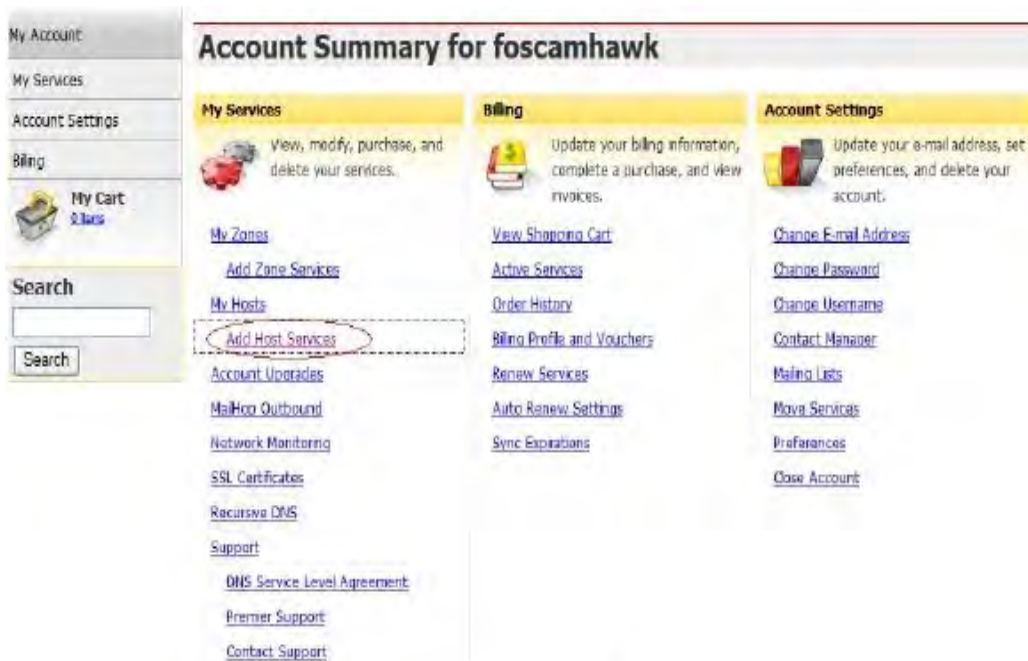 My Account
My Services
Account Settings
Billing
My Cart
0 Items
Search
Search
Account Summary for foscamhawk
My Services
View, modify, purchase, and
delete your services.
My Zones
Add Zone Services
My Hosts
Add Host Services
Account Upgrades
MailHop Outbound
Network Monitoring
SSL Certificates
Recursive DNS
Support
DNS Service Level Agreement
Premier Support
Contact Support
Billing
Update your billing information,
complete a purchase, and view
invoices.
View Shopping Cart
Active Services
Order History
Billing Profile and Vouchers
Renew Services
Auto Renew Settings
Sync Expirations
Account Settings
Update your e-mail address, set
preferences, and delete your
account.
Change E-mail Address
Change Password
Change Username
Contact Manager
Mailing Lists
Move Services
Preferences
Close Account